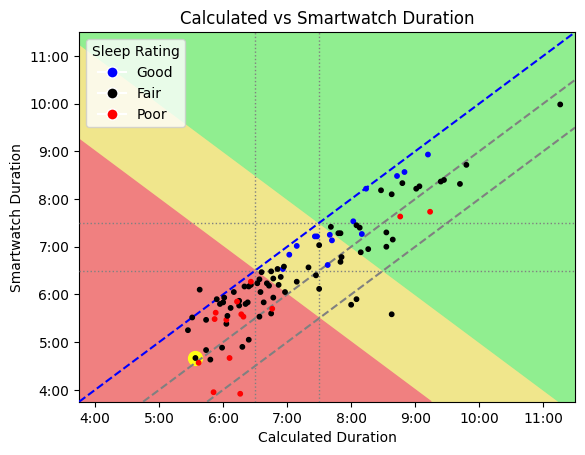 Calculated vs Smartwatch Duration
Sleep Rating
Good
Fair
Poor
Smartwatch Duration
11:00
10:00
9:00
8:00
7:00
6:00
5:00
4:00
4:00 5:00 6:00 7:00 8:00 9:00 10:00 11:00
Calculated Duration